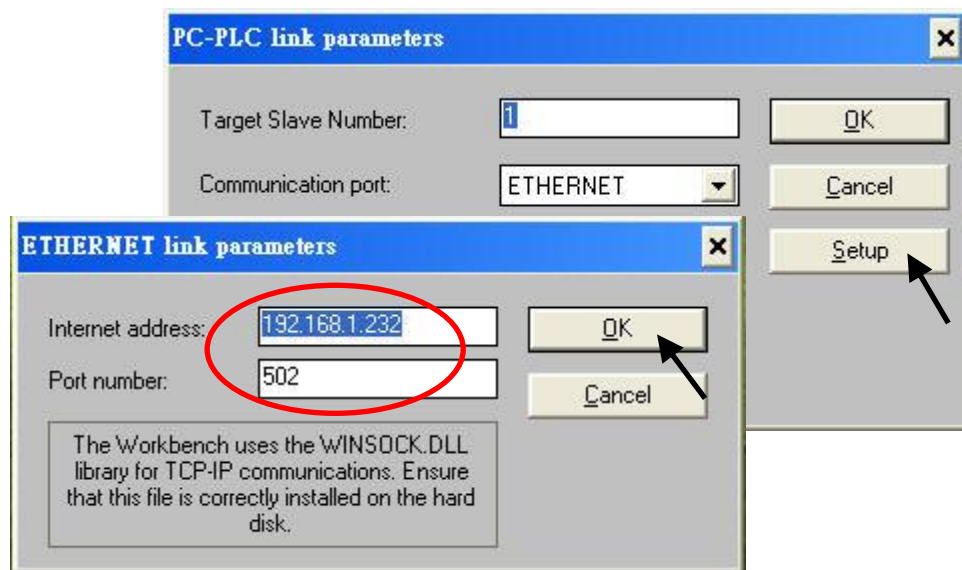 PC-PLC link parameters
Target Slave Number:
1
OK
Communication port:
ETHERNET
Cancel
Setup
ETHERNET link parameters
Internet address:
192.168.1.232
OK
Port number:
502
Cancel
The Workbench uses the WINSOCK.DLL
library for TCP-IP communications. Ensure
that this file is correctly installed on the hard
disk.